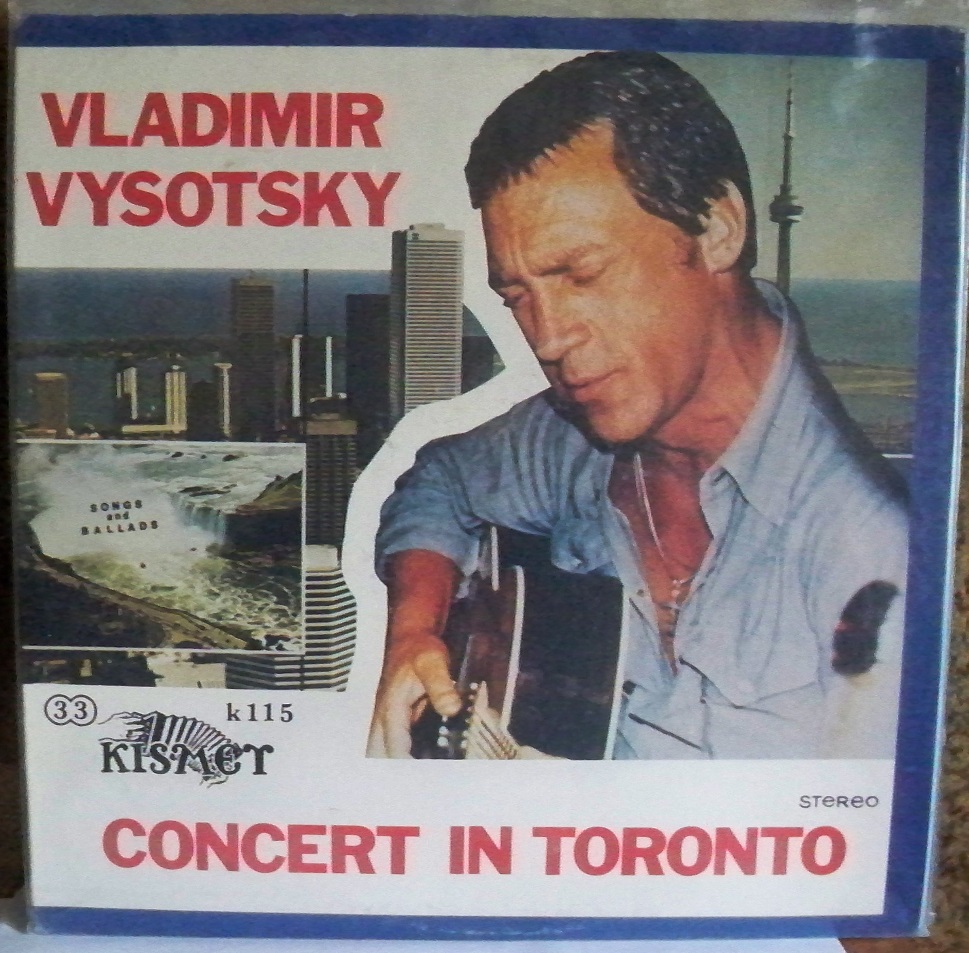 VLADIMIR
VYSOTSKY
SONGS
and
BALLADS
33
k115
KISMET
STEREO
CONCERT IN TORONTO